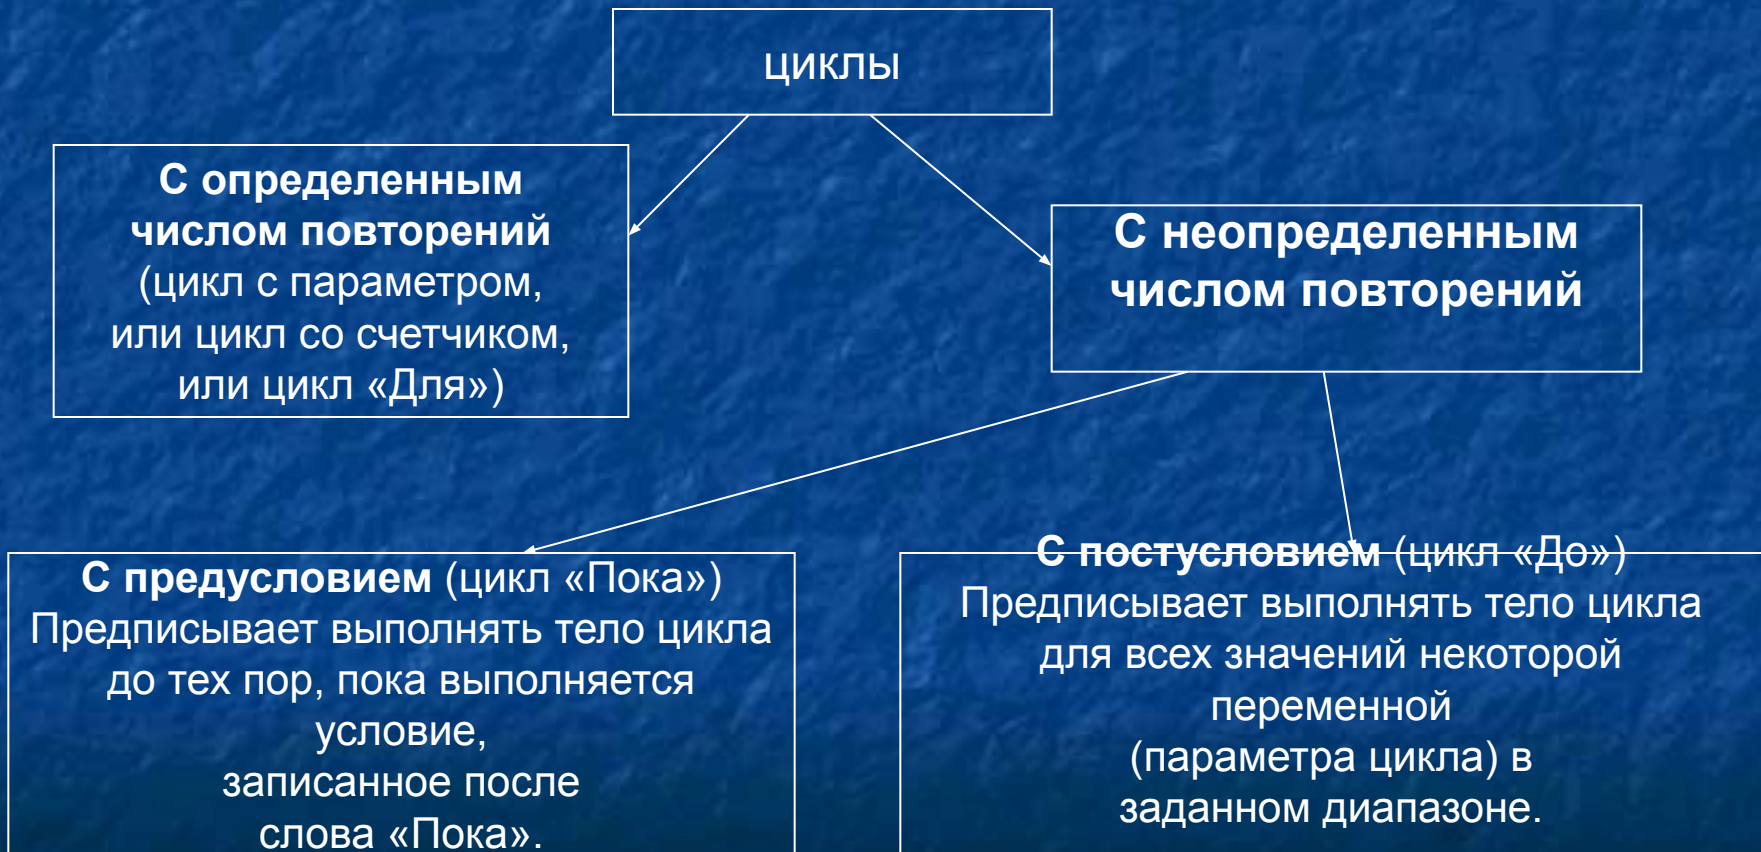 циклы
С определенным
числом повторений
(цикл с параметром,
или цикл со счетчиком,
или цикл «Для»)
С неопределенным
числом повторений
С предусловием (цикл «Пока»)
Предписывает выполнять тело цикла
до тех пор, пока выполняется
условие,
записанное после
слова «Пока».
С постусловием (цикл «До»)
Предписывает выполнять тело цикла
для всех значений некоторой
переменной
(параметра цикла) в
заданном диапазоне.